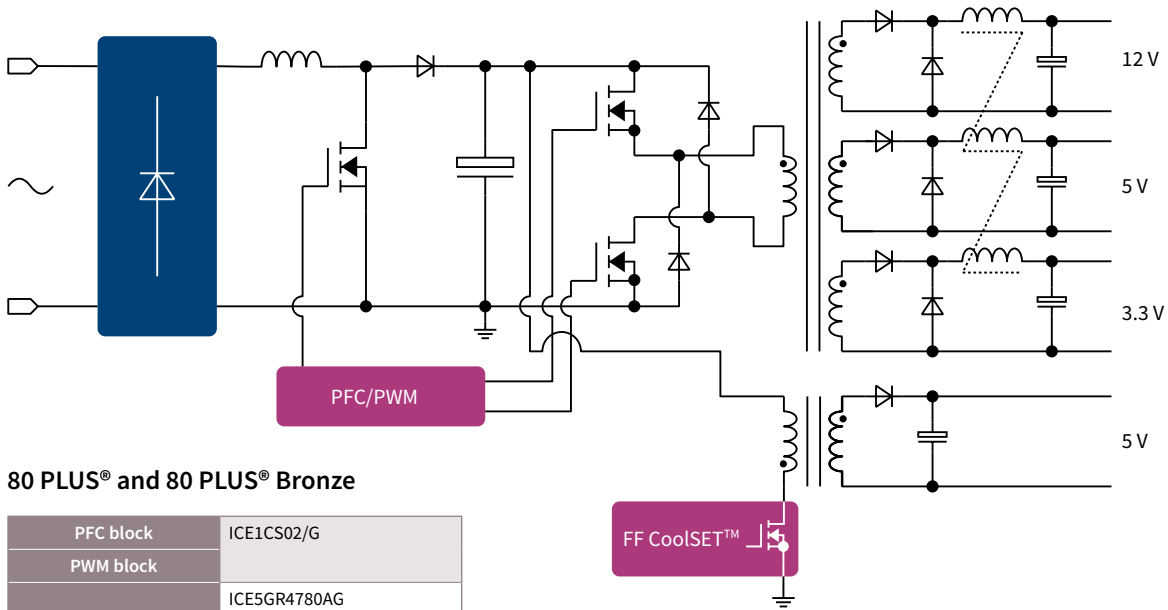 12 V
5 V
3.3 V
PFC/PWM
5 V
80 PLUS® and 80 PLUS® Bronze
FF CoolSET™
PFC block ICE1CS02/G
PWM block
ICE5GR4780AG